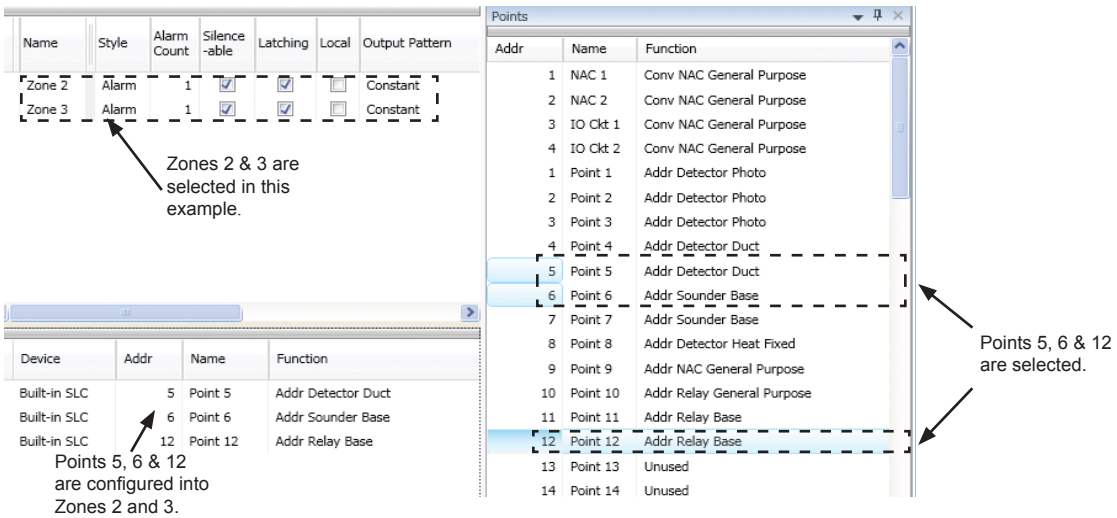 Name Style Alarm Count Silence -able Latching Local Output Pattern
Zone 2 Alarm 1 Constant
Zone 3 Alarm 1 Constant
Zones 2 & 3 are
selected in this
example.
Device Addr Name Function
Built-in SLC 5 Point 5 Addr Detector Duct
Built-in SLC 6 Point 6 Addr Sounder Base
Built-in SLC 12 Point 12 Addr Relay Base
Points 5, 6 & 12
are configured into
Zones 2 and 3.
Points
Addr Name Function
1 NAC 1 Conv NAC General Purpose
2 NAC 2 Conv NAC General Purpose
3 IO Ckt 1 Conv NAC General Purpose
4 IO Ckt 2 Conv NAC General Purpose
1 Point 1 Addr Detector Photo
2 Point 2 Addr Detector Photo
3 Point 3 Addr Detector Photo
4 Point 4 Addr Detector Duct
5 Point 5 Addr Detector Duct
6 Point 6 Addr Sounder Base
7 Point 7 Addr Sounder Base
8 Point 8 Addr Detector Heat Fixed
9 Point 9 Addr NAC General Purpose
10 Point 10 Addr Relay General Purpose
11 Point 11 Addr Relay Base
12 Point 12 Addr Relay Base
13 Point 13 Unused
14 Point 14 Unused
Points 5, 6 & 12
are selected.